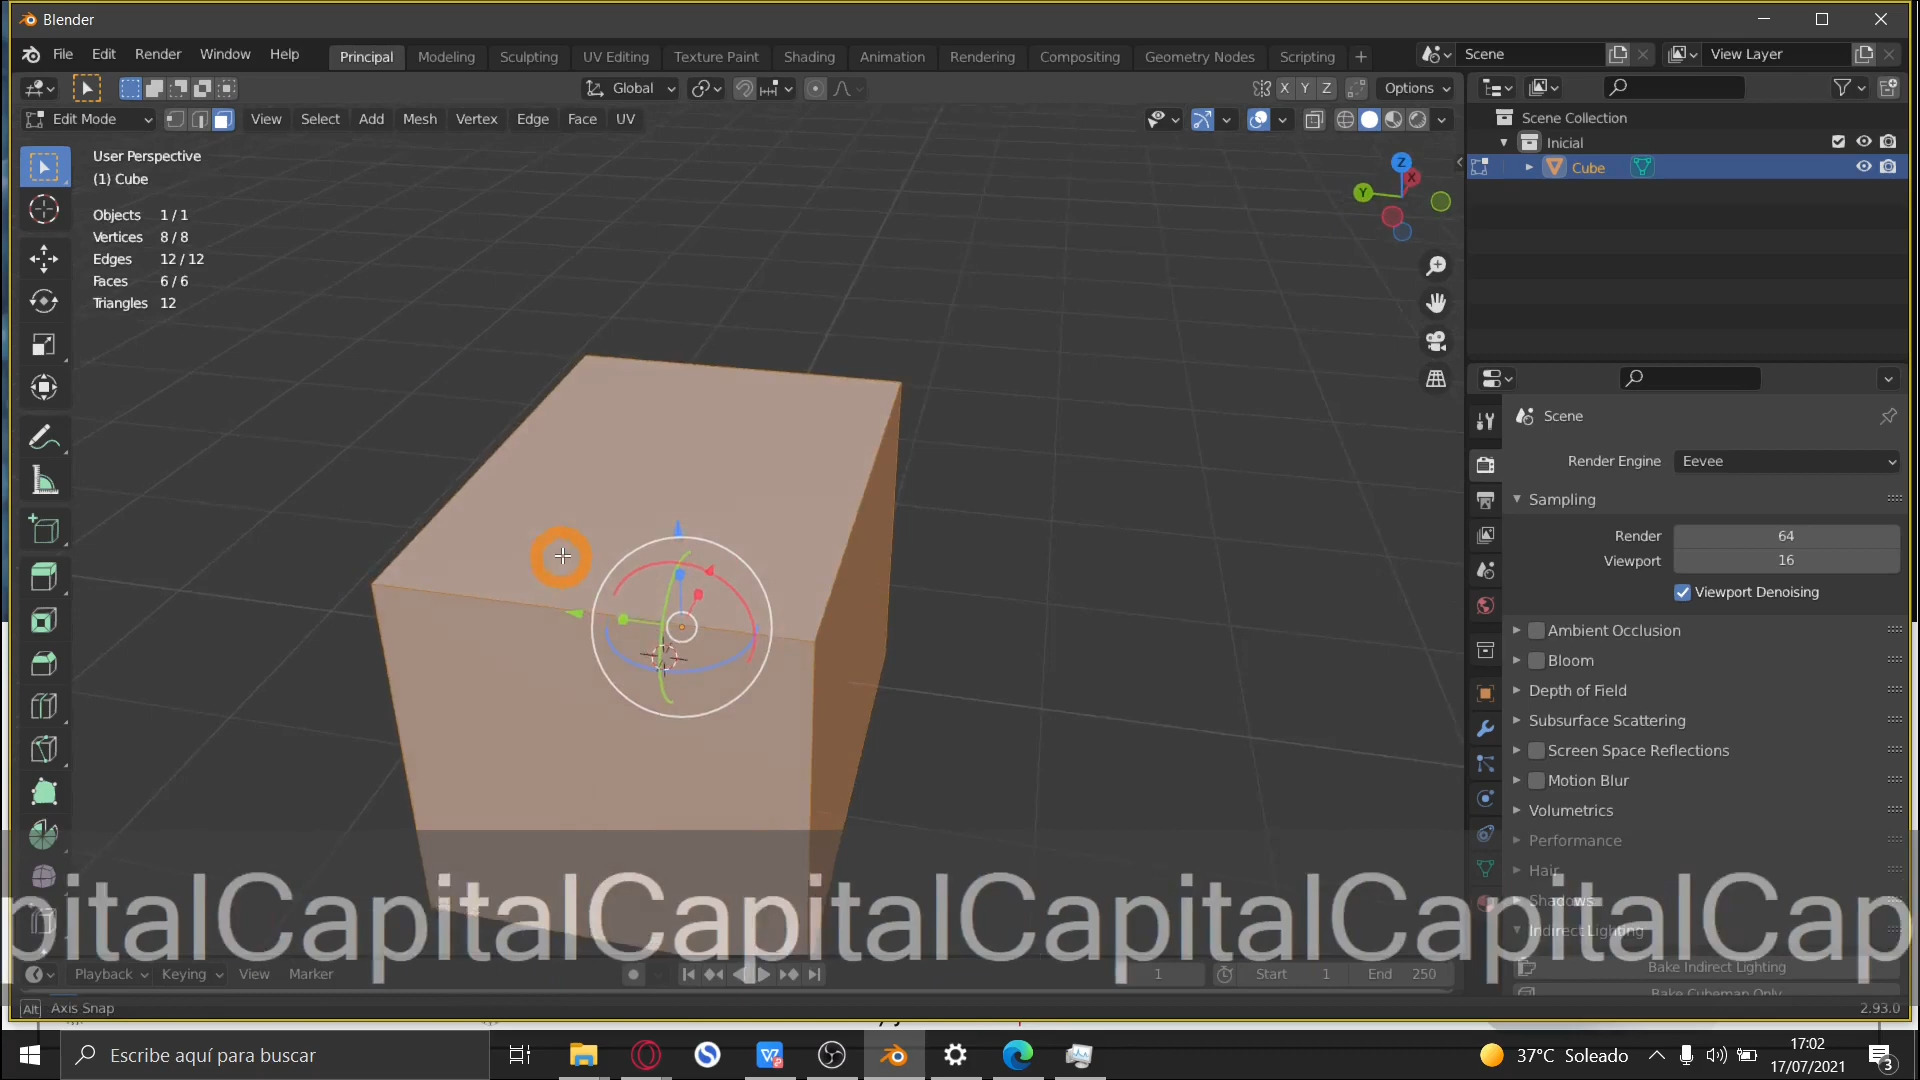 Blender
File Edit Render Window Help Principal Modeling Sculpting UV Editing Texture Paint Shading Animation Rendering Compositing Geometry Nodes Scripting + Scene View Layer
Global X Y Z Options
Edit Mode View Select Add Mesh Vertex Edge Face UV
Scene Collection
Inicial
Cube
User Perspective
(1) Cube
Objects 1 / 1
Vertices 8 / 8
Edges 12 / 12
Faces 6 / 6
Triangles 12
Z
X
Y
Scene
Render Engine Eevee
Sampling
Render 64
Viewport 16
Viewport Denoising
Ambient Occlusion
Bloom
Depth of Field
Subsurface Scattering
Screen Space Reflections
Motion Blur
Volumetrics
Performance
Hair
Shadows
Indirect Lighting
Bake Indirect Lighting
Bake Cubemap Only
pitalCapitalCapitalCapitalCapitalCap
Playback Keying View Marker 1 Start 1 End 250
Alt Axis Snap 2.93.0
Escribe aquí para buscar 37°C Soleado 17:02
17/07/2021 3